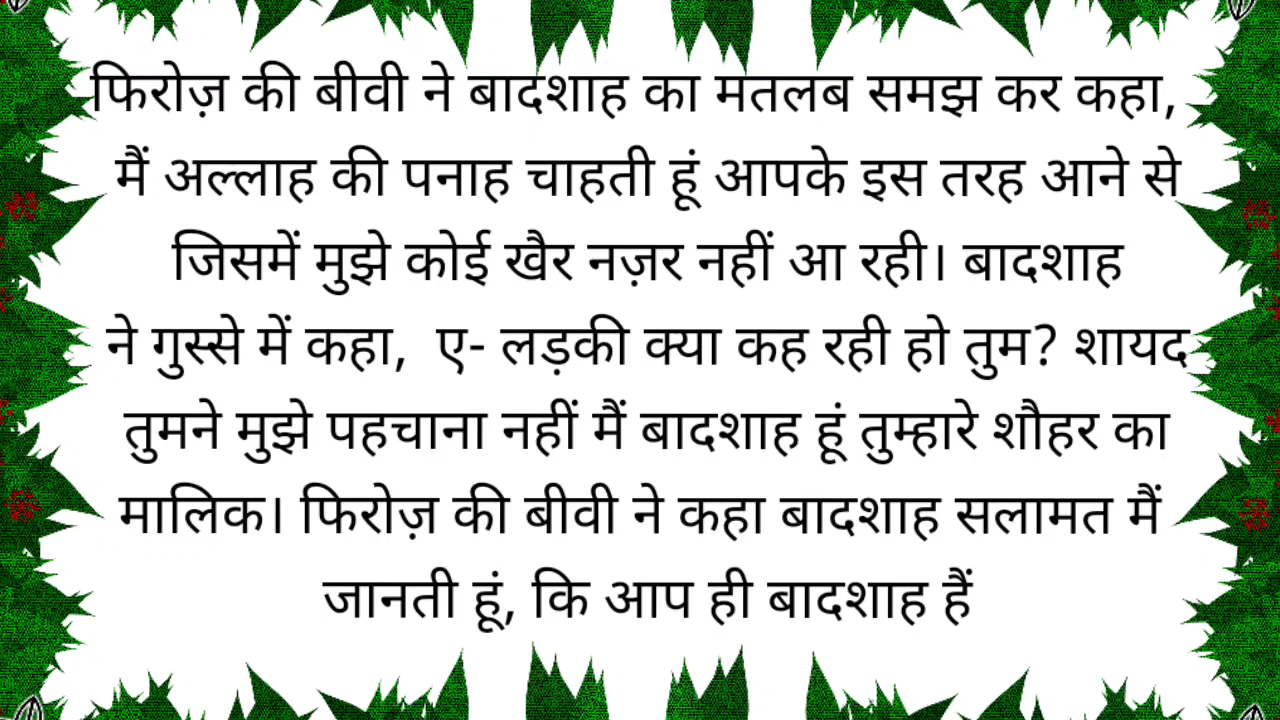 फिरोज़ की बीवी ने बादशाह का मतलब समझ कर कहा,
मैं अल्लाह की पनाह चाहती हूं आपके इस तरह आने से
जिसमें मुझे कोई खैर नज़र नहीं आ रही। बादशाह
ने गुस्से में कहा, ए- लड़की क्या कह रही हो तुम? शायद
तुमने मुझे पहचाना नहीं मैं बादशाह हूं तुम्हारे शौहर का
मालिक। फिरोज़ की बीवी ने कहा बादशाह सलामत मैं
जानती हूं, कि आप ही बादशाह हैं